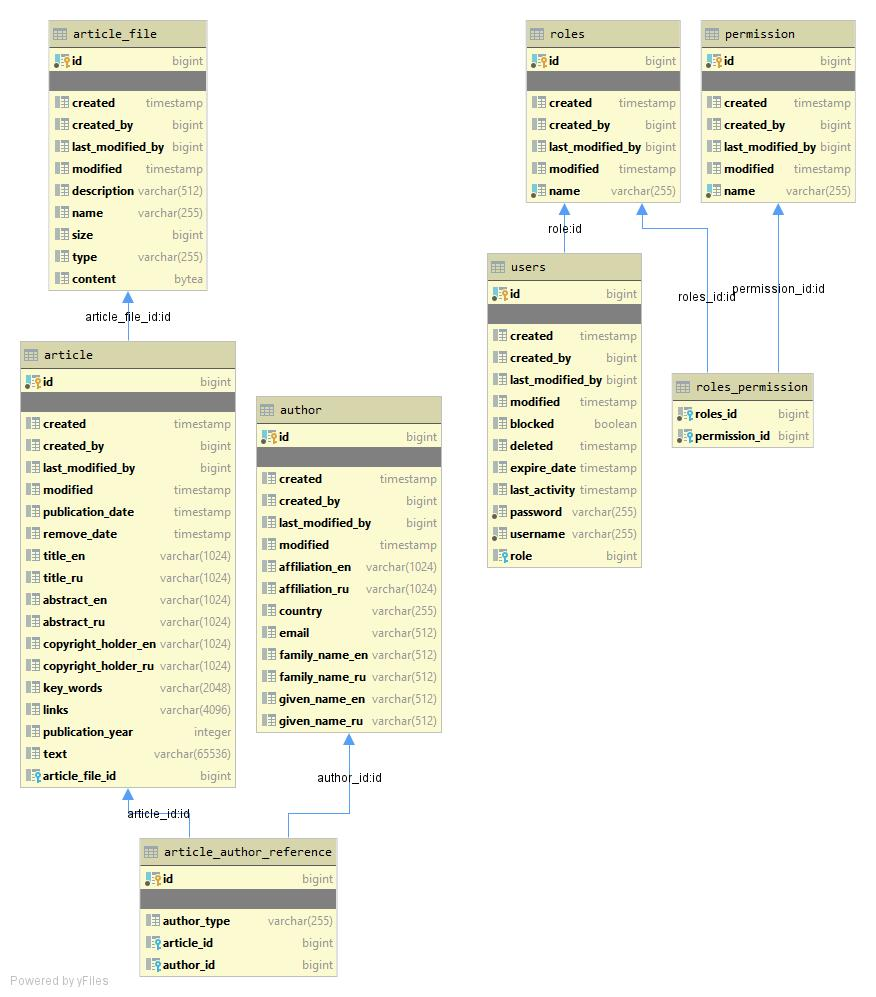 article_file
id bigint
created timestamp
created_by bigint
last_modified_by bigint
modified timestamp
description varchar(512)
name varchar(255)
size bigint
type varchar(255)
content bytea
article_file_id:id
article
id bigint
created timestamp
created_by bigint
last_modified_by bigint
modified timestamp
publication_date timestamp
remove_date timestamp
title_en varchar(1024)
title_ru varchar(1024)
abstract_en varchar(1024)
abstract_ru varchar(1024)
copyright_holder_en varchar(1024)
copyright_holder_ru varchar(1024)
key_words varchar(2048)
links varchar(4096)
publication_year integer
text varchar(65536)
article_file_id bigint
article_id:id
author
id bigint
created timestamp
created_by bigint
last_modified_by bigint
modified timestamp
affiliation_en varchar(1024)
affiliation_ru varchar(1024)
country varchar(255)
email varchar(512)
family_name_en varchar(512)
family_name_ru varchar(512)
given_name_en varchar(512)
given_name_ru varchar(512)
author_id:id
article_author_reference
id bigint
author_type varchar(255)
article_id bigint
author_id bigint
roles
id bigint
created timestamp
created_by bigint
last_modified_by bigint
modified timestamp
name varchar(255)
role:id
users
id bigint
created timestamp
created_by bigint
last_modified_by bigint
modified timestamp
blocked boolean
deleted timestamp
expire_date timestamp
last_activity timestamp
password varchar(255)
username varchar(255)
role bigint
permission
id bigint
created timestamp
created_by bigint
last_modified_by bigint
modified timestamp
name varchar(255)
roles_id:id
permission_id:id
roles_permission
roles_id bigint
permission_id bigint
Powered by yFiles